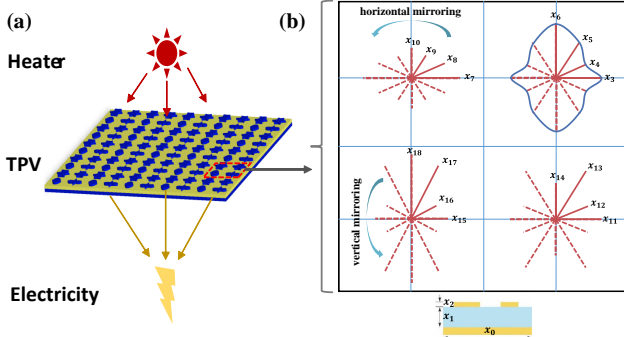 (a)
Heater
TPV
Electricity
(b)
horizontal mirroring
vertical mirroring
x10
x9
x8
x7
x6
x5
x4
x3
x18
x17
x16
x15
x14
x13
x12
x11
x2
x1
x0